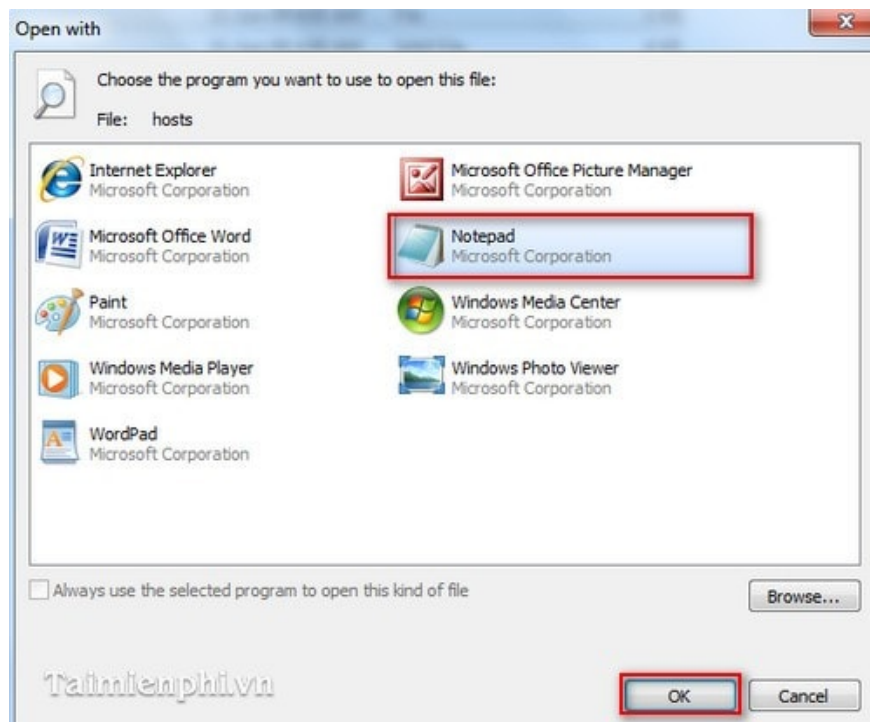 Open with
Choose the program you want to use to open this file:
File: hosts
Internet Explorer
Microsoft Corporation
Microsoft Office Picture Manager
Microsoft Corporation
Microsoft Office Word
Microsoft Corporation
Notepad
Microsoft Corporation
Paint
Microsoft Corporation
Windows Media Center
Microsoft Corporation
Windows Media Player
Microsoft Corporation
Windows Photo Viewer
Microsoft Corporation
WordPad
Microsoft Corporation
Always use the selected program to open this kind of file
Browse...
Taimienphi.vn
OK
Cancel